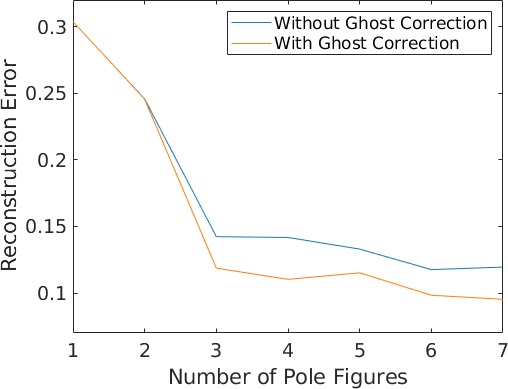 Without Ghost Correction
With Ghost Correction
0.3
0.25
0.2
0.15
0.1
Reconstruction Error
1 2 3 4 5 6 7
Number of Pole Figures